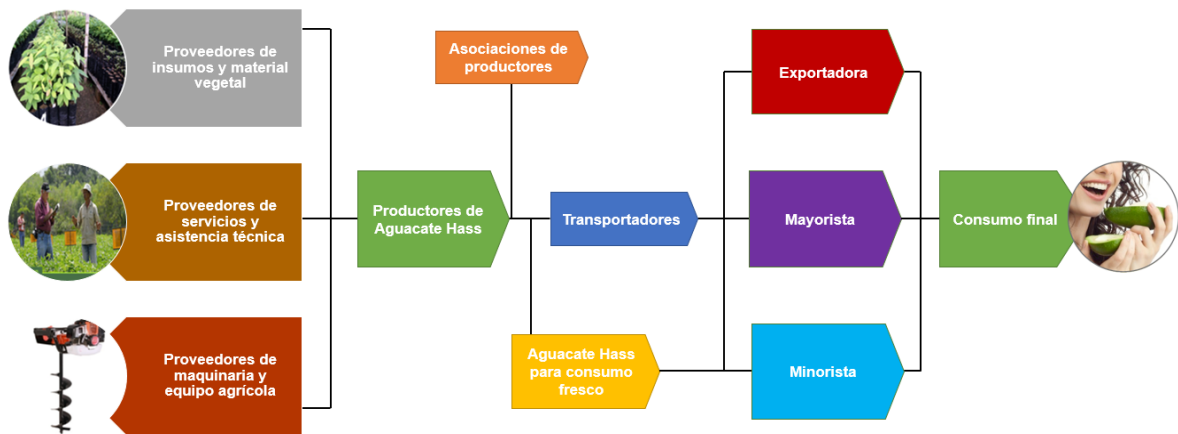 Proveedores de
insumos y material
vegetal
Proveedores de
servicios y
asistencia técnica
Proveedores de
maquinaria y
equipo agrícola
Productores de
Aguacate Hass
Asociaciones de
productores
Transportadores
Aguacate Hass
para consumo
fresco
Exportadora
Mayorista
Minorista
Consumo final